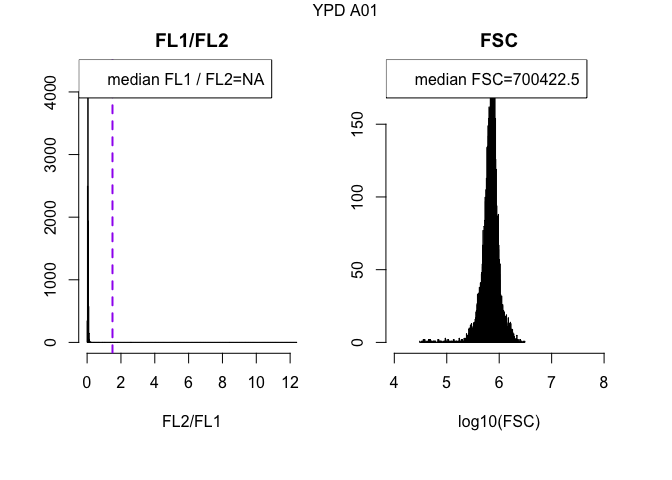 YPD A01
FL1/FL2
median FL1 / FL2=NA
0
1000
2000
3000
4000
0 2 4 6 8 10 12
FL2/FL1
FSC
median FSC=700422.5
0
50
100
150
4 5 6 7 8
log10(FSC)